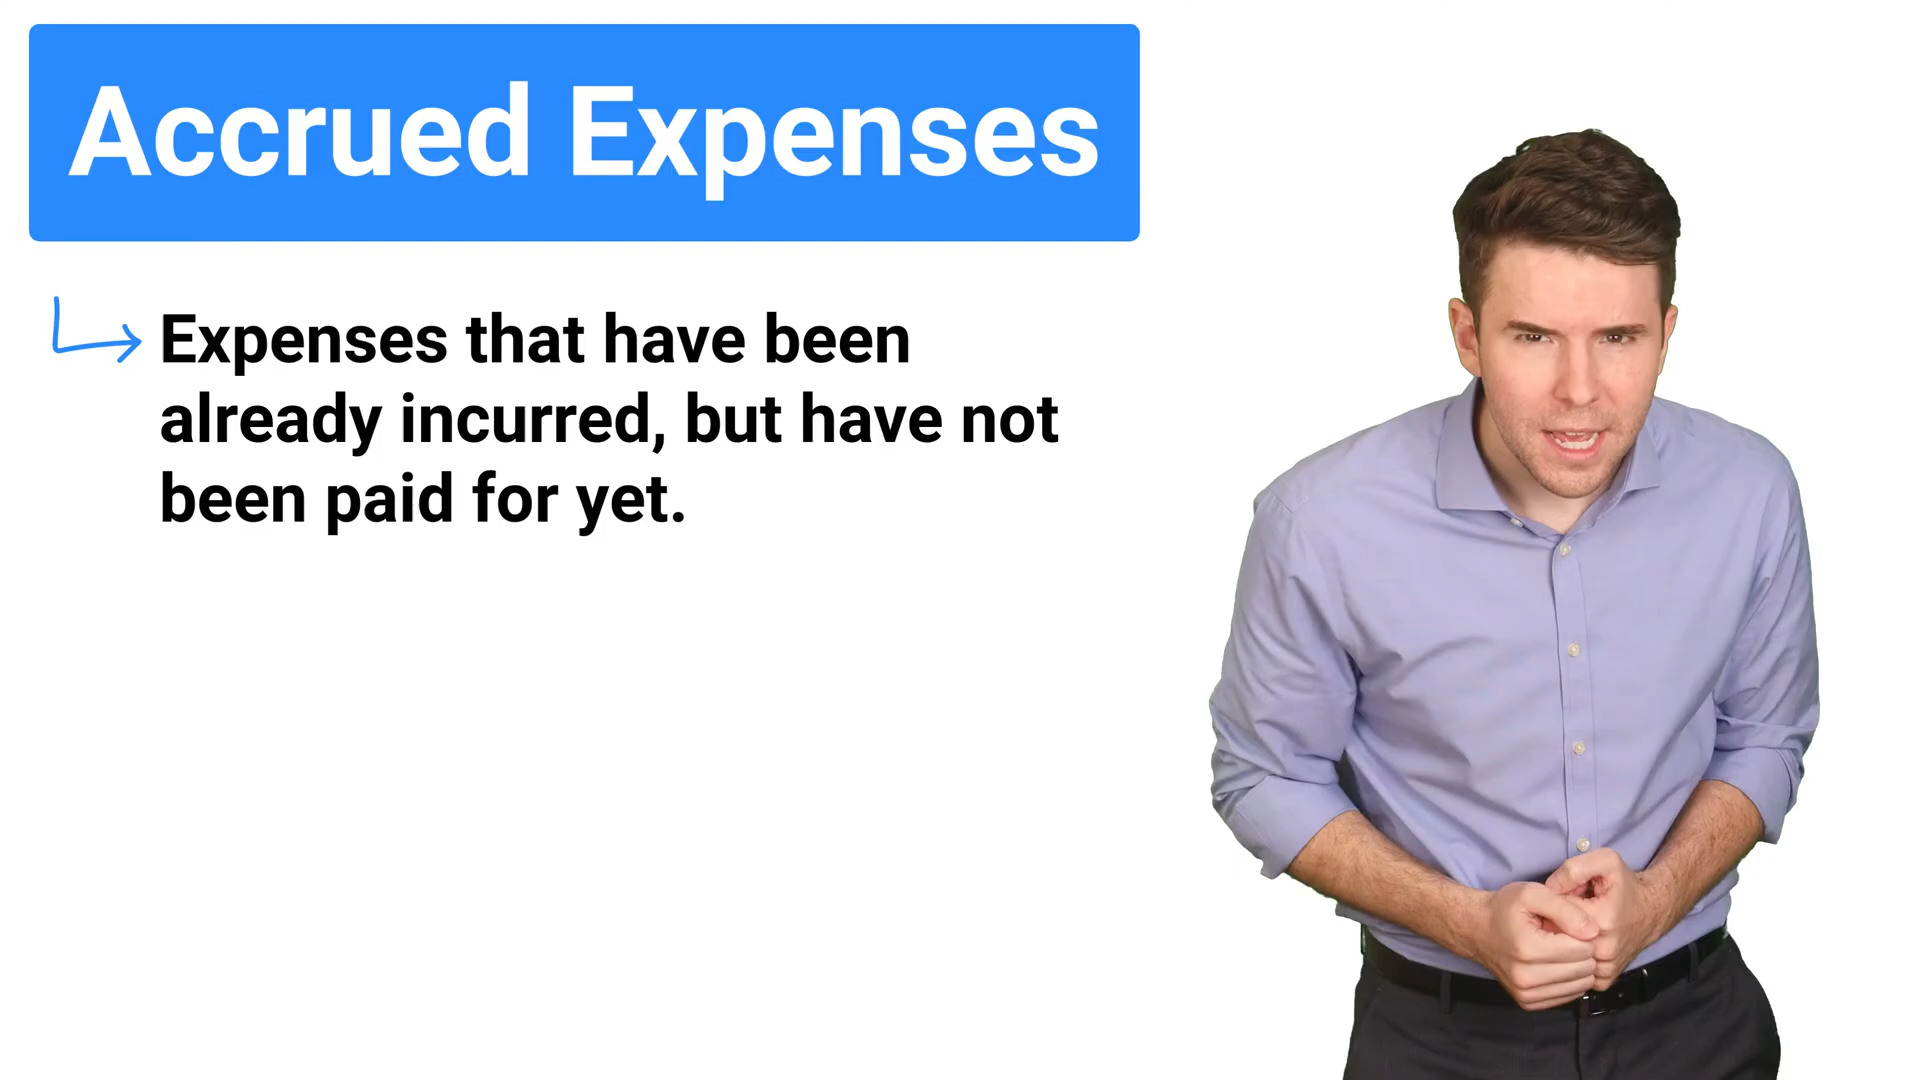 Accrued Expenses
Expenses that have been
already incurred, but have not
been paid for yet.